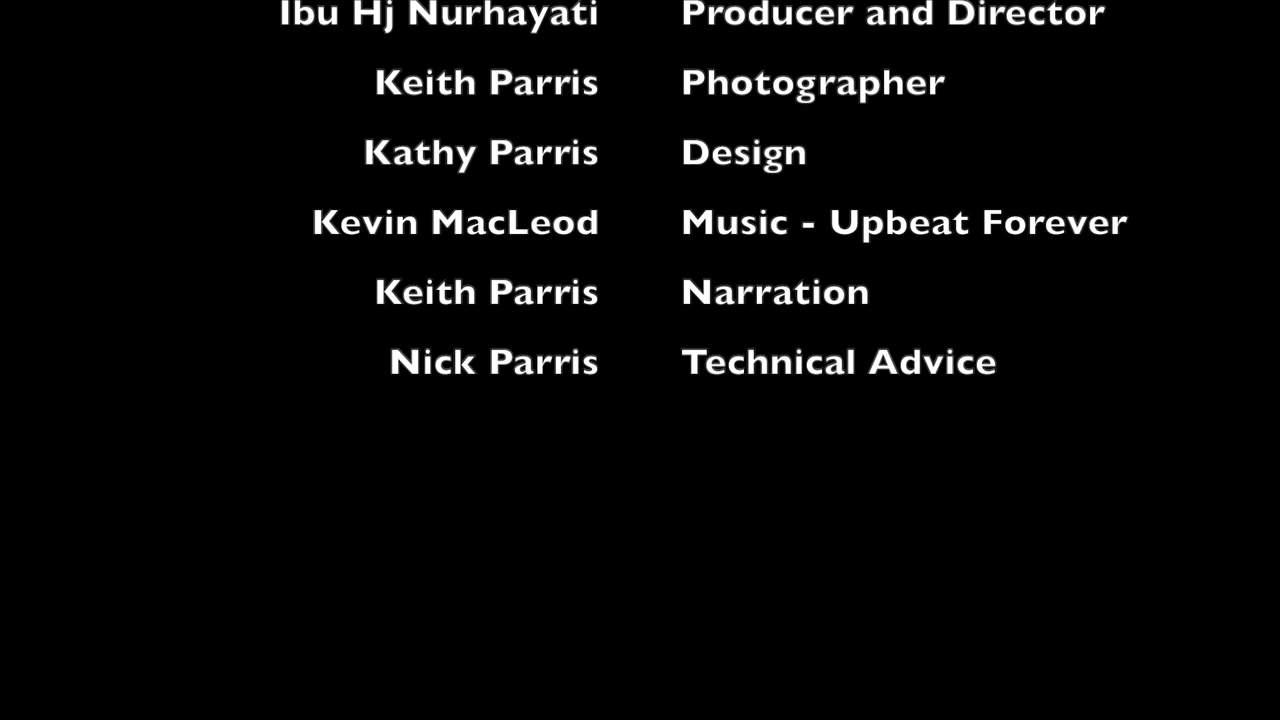 Ibu Hj Nurhayati Producer and Director
Keith Parris Photographer
Kathy Parris Design
Kevin MacLeod Music - Upbeat Forever
Keith Parris Narration
Nick Parris Technical Advice